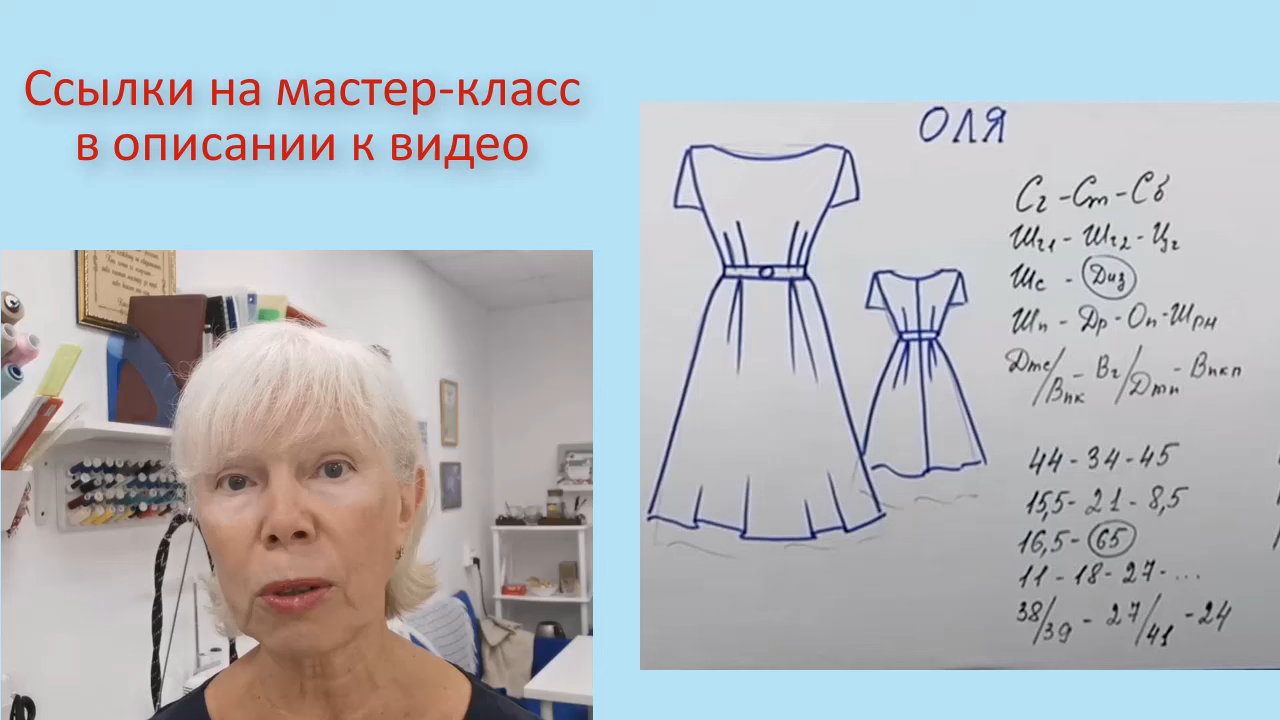 Ссылки на мастер-класс
в описании к видео
ОЛЯ
Сг - Ст - Сб
Шг1 - Шг2 - Цг
Шс - Диз
Шп - Др - Оп - Шрн
Дтс/Впк - Вг/Дтп - Впкп
44 - 34 - 45
15,5 - 21 - 8,5
16,5 - 65
11 - 18 - 27 - ...
38/39 - 27/41 - 24